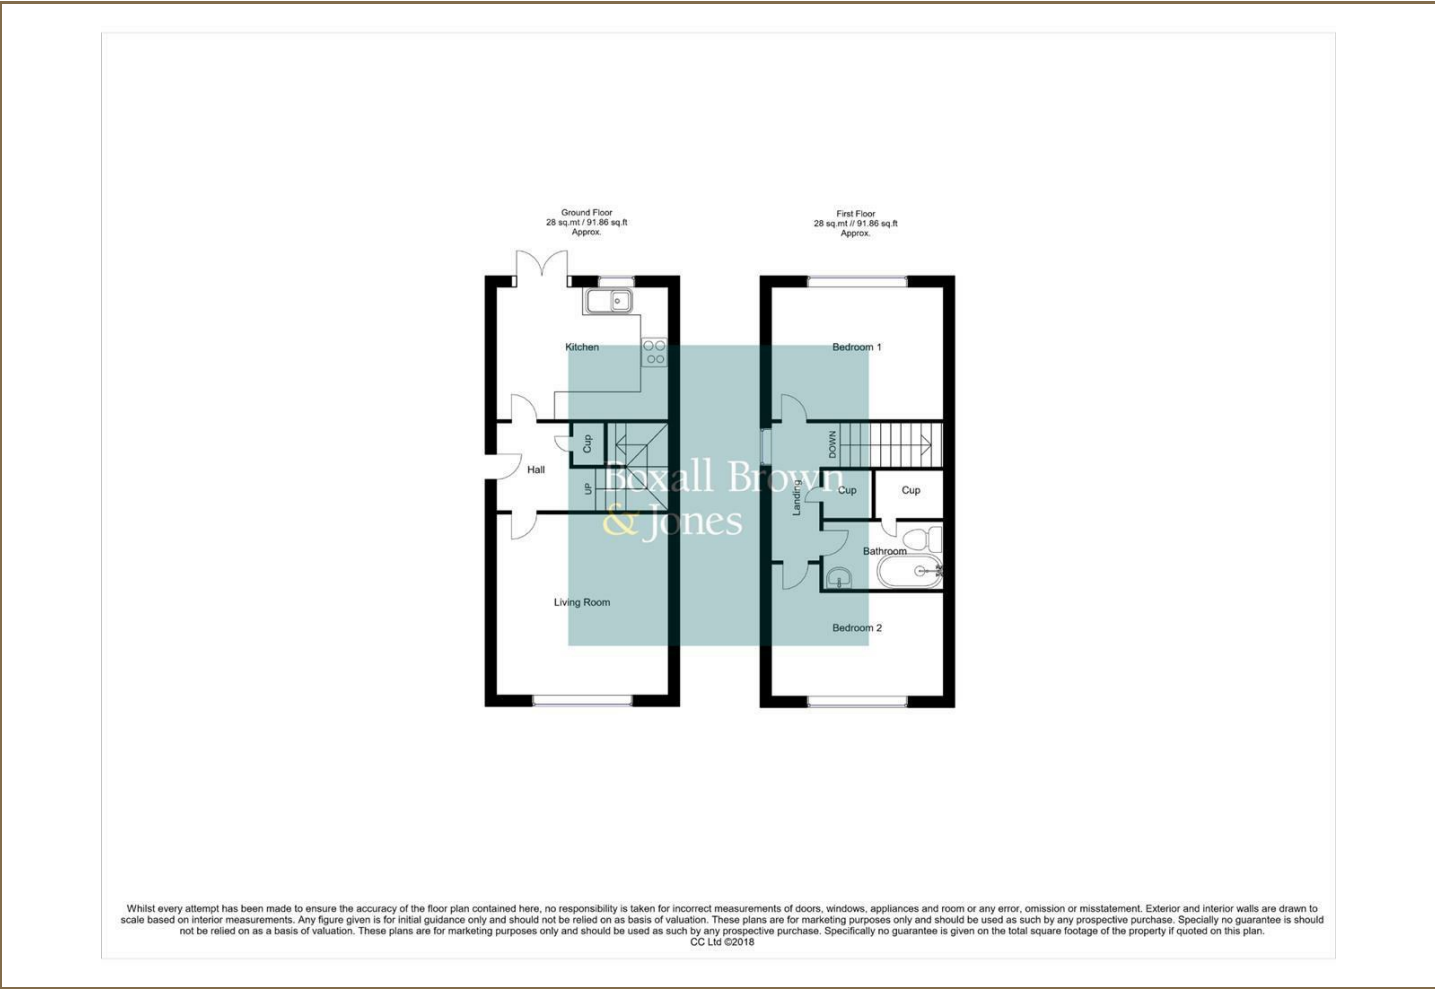 Ground Floor
28 sq.mt / 91.86 sq.ft
Approx.
First Floor
28 sq.mt // 91.86 sq.ft
Approx.
Kitchen
Cup
Hall
UP
Living Room
Bedroom 1
DOWN
Landing
Cup
Cup
Bathroom
Bedroom 2
Boxall Brown
& Jones
Whilst every attempt has been made to ensure the accuracy of the floor plan contained here, no responsibility is taken for incorrect measurements of doors, windows, appliances and room or any error, omission or misstatement. Exterior and interior walls are drawn to
scale based on interior measurements. Any figure given is for initial guidance only and should not be relied on as basis of valuation. These plans are for marketing purposes only and should be used as such by any prospective purchase. Specially no guarantee is should
not be relied on as a basis of valuation. These plans are for marketing purposes only and should be used as such by any prospective purchase. Specifically no guarantee is given on the total square footage of the property if quoted on this plan.
CC Ltd ©2018